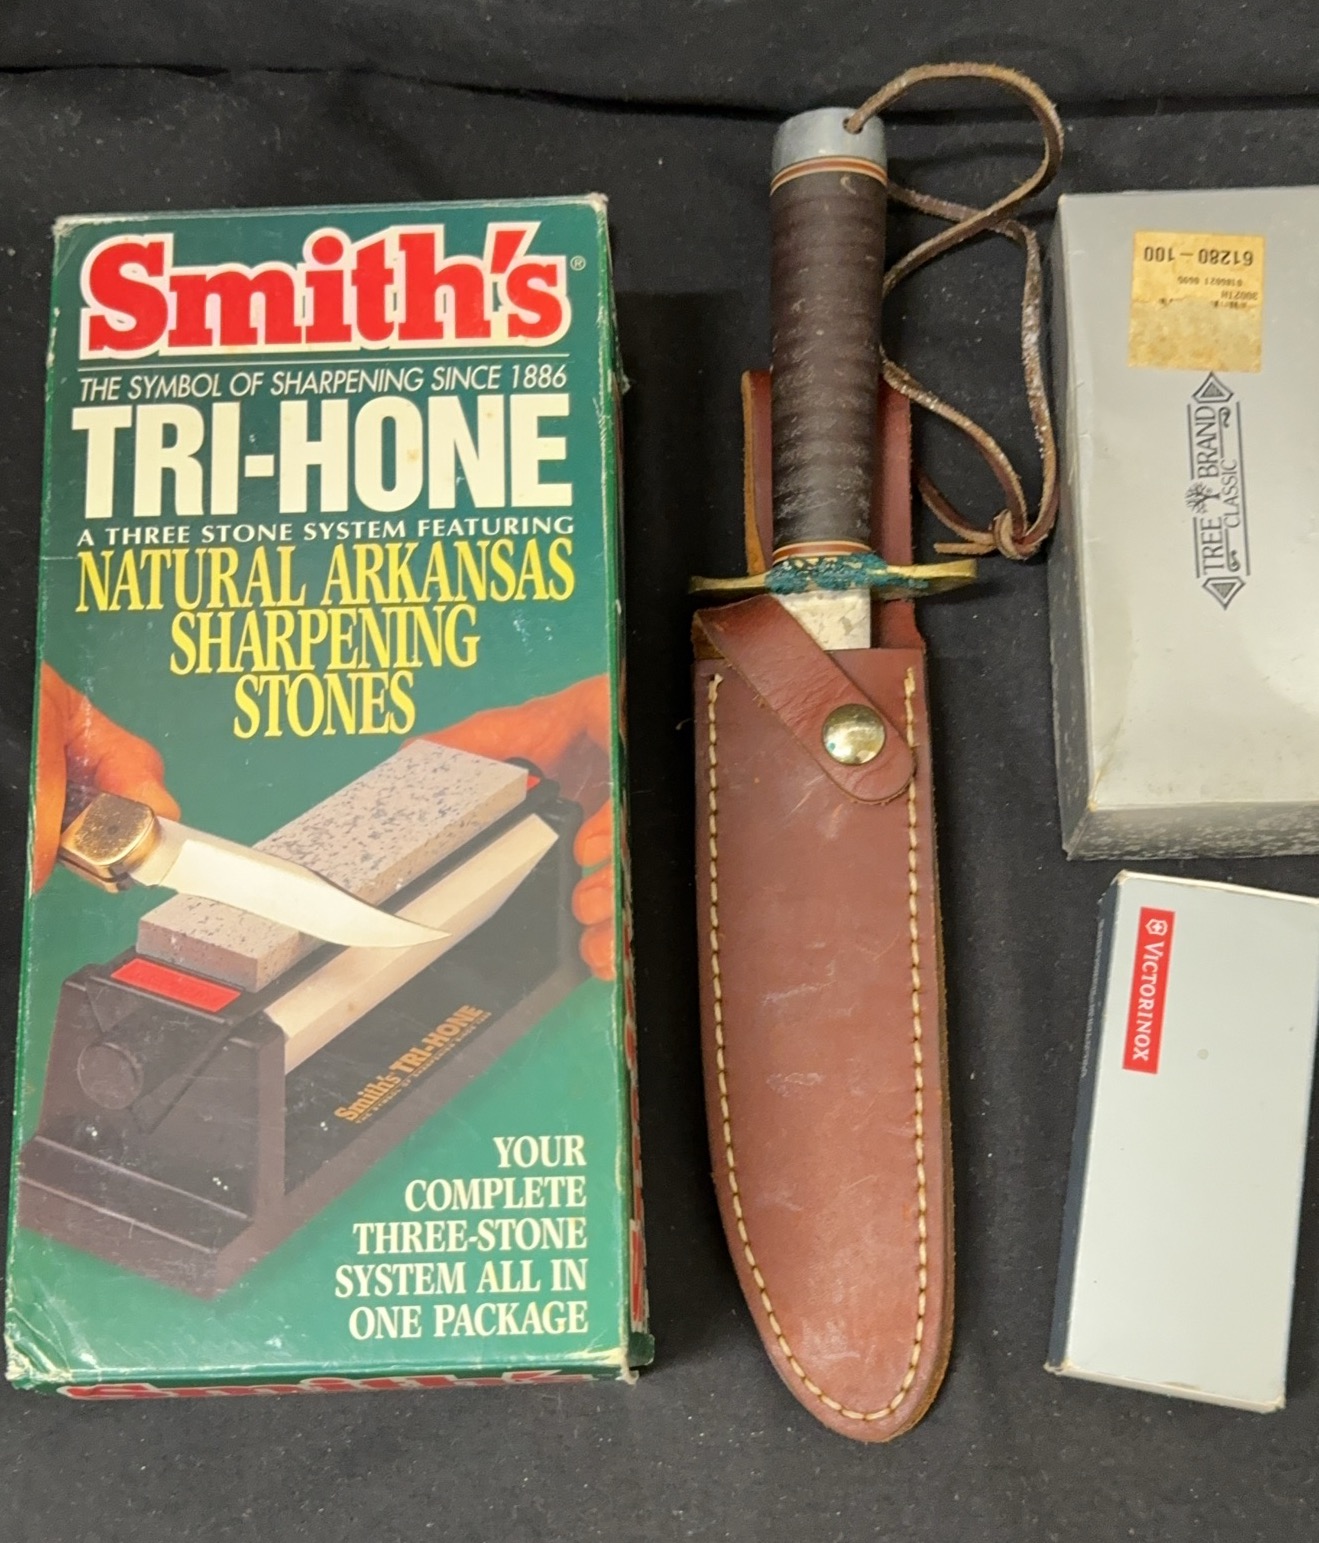 Smith's®
THE SYMBOL OF SHARPENING SINCE 1886
TRI-HONE
A THREE STONE SYSTEM FEATURING
NATURAL ARKANSAS
SHARPENING
STONES
Smith's TRI-HONE
YOUR
COMPLETE
THREE-STONE
SYSTEM ALL IN
ONE PACKAGE
Smith's
61280-100
TREE BRAND
CLASSIC
VICTORINOX